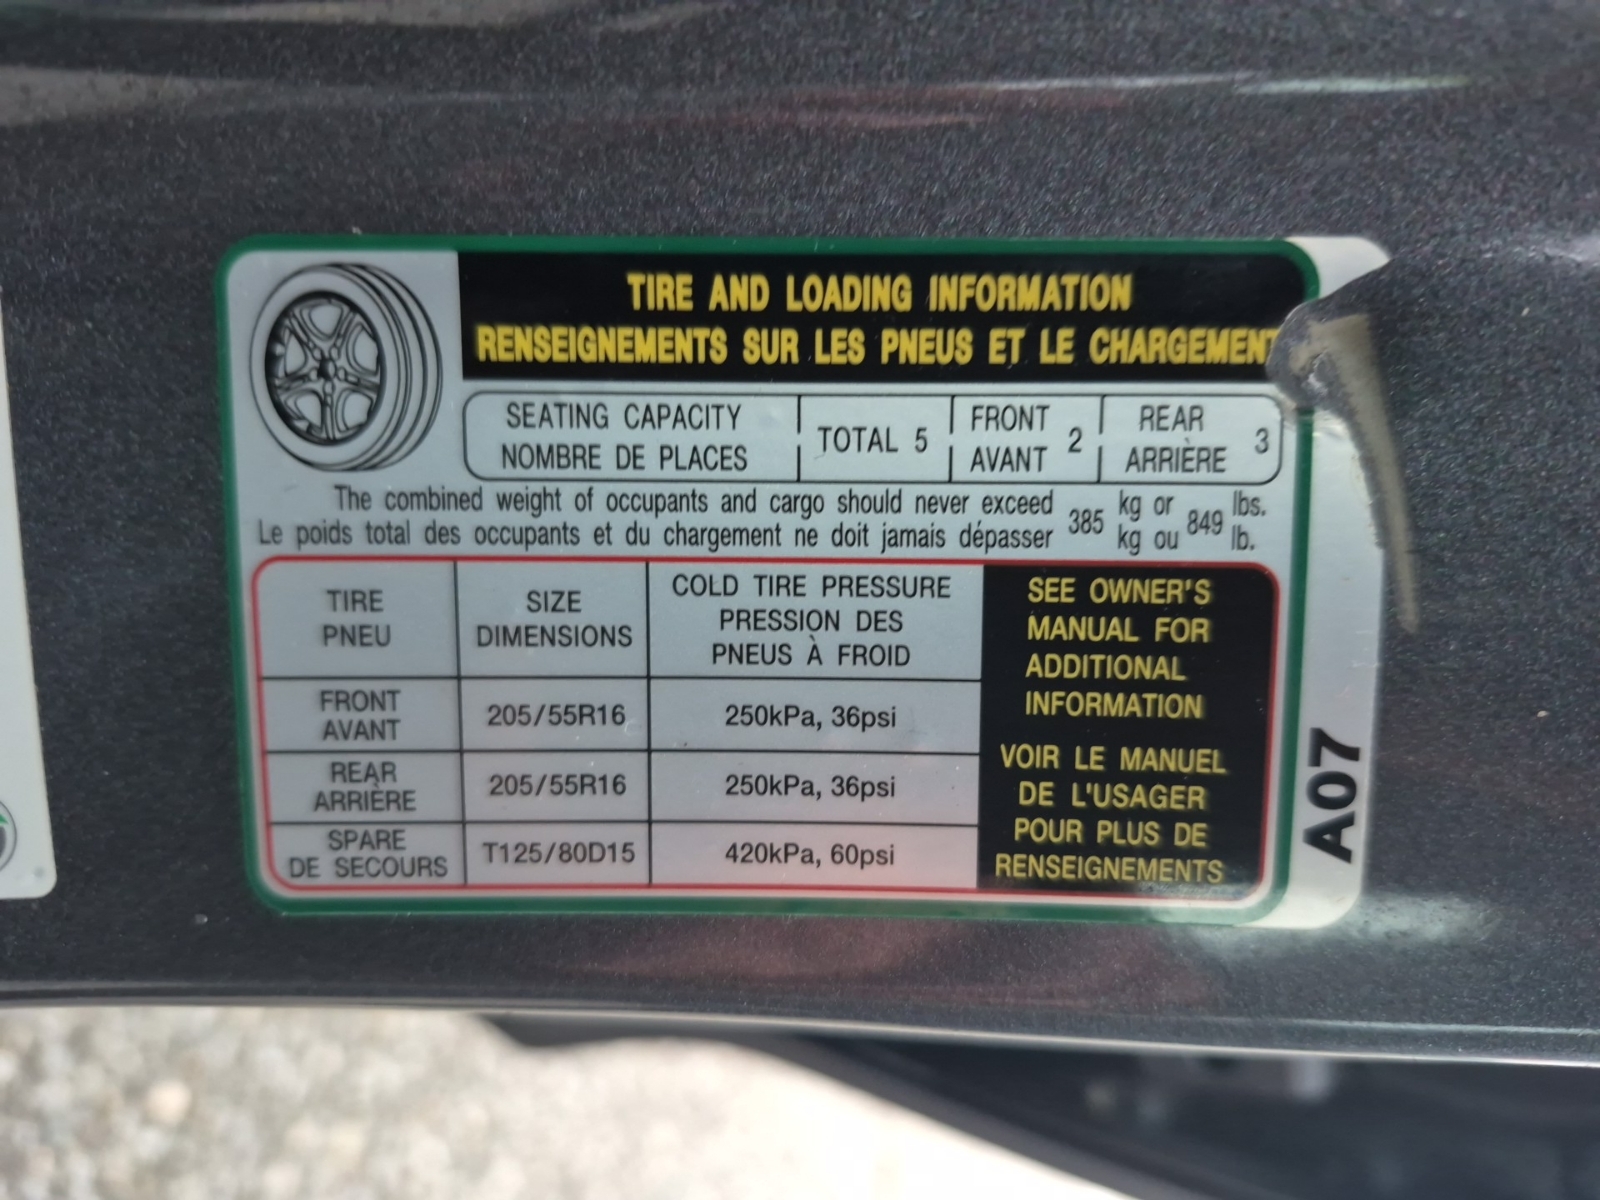 TIRE AND LOADING INFORMATION
RENSEIGNEMENTS SUR LES PNEUS ET LE CHARGEMENT
SEATING CAPACITY
NOMBRE DE PLACES
TOTAL 5
FRONT
AVANT
2
REAR
ARRIÈRE
3
The combined weight of occupants and cargo should never exceed 385 kg or 849 lbs.
Le poids total des occupants et du chargement ne doit jamais dépasser 385 kg ou 849 lb.
TIRE
PNEU
SIZE
DIMENSIONS
COLD TIRE PRESSURE
PRESSION DES
PNEUS À FROID
FRONT
AVANT
205/55R16
250kPa, 36psi
REAR
ARRIÈRE
205/55R16
250kPa, 36psi
SPARE
DE SECOURS
T125/80D15
420kPa, 60psi
SEE OWNER'S
MANUAL FOR
ADDITIONAL
INFORMATION
VOIR LE MANUEL
DE L'USAGER
POUR PLUS DE
RENSEIGNEMENTS
A07